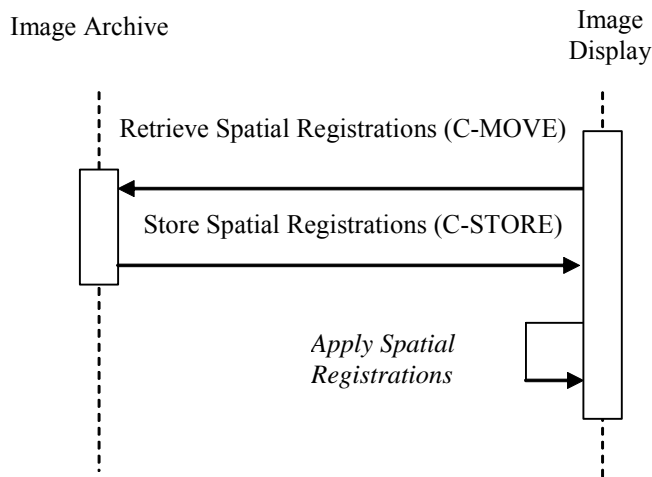 Image Archive
Image
Display
Retrieve Spatial Registrations (C-MOVE)
Store Spatial Registrations (C-STORE)
Apply Spatial
Registrations